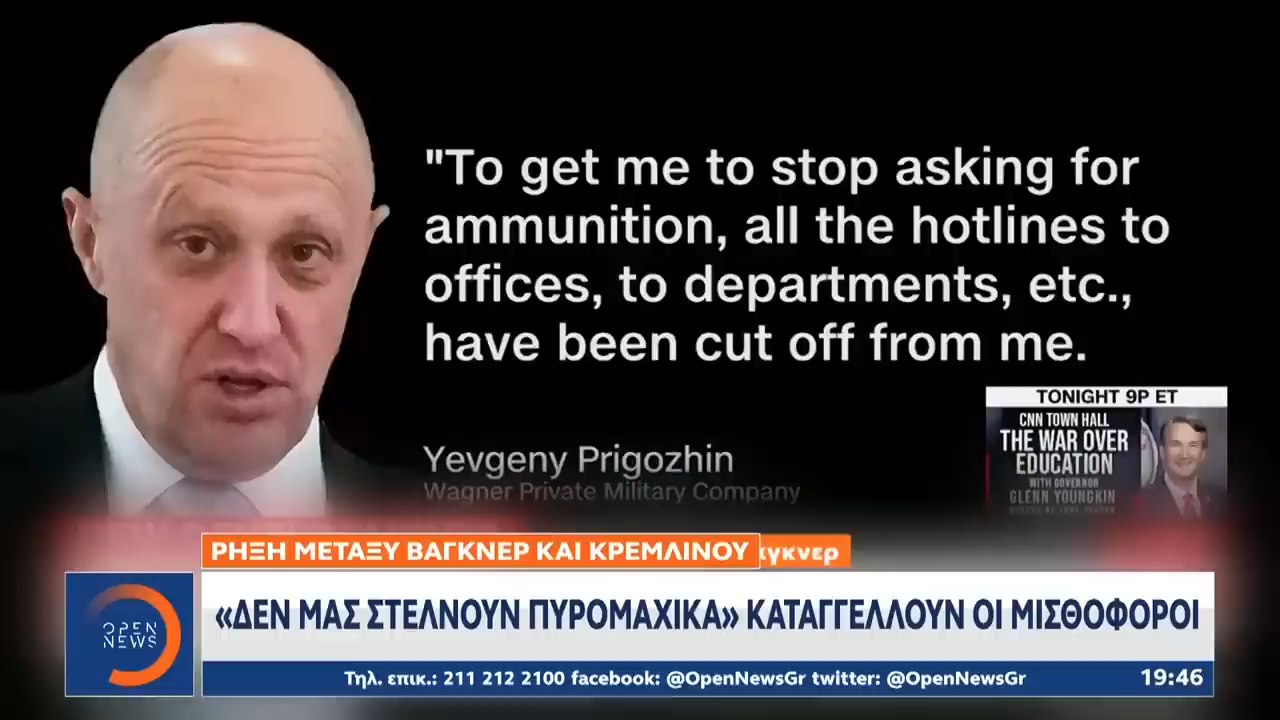 "To get me to stop asking for
ammunition, all the hotlines to
offices, to departments, etc.,
have been cut off from me.
Yevgeny Prigozhin
Wagner Private Military Company
TONIGHT 9P ET
CNN TOWN HALL
THE WAR OVER
EDUCATION
WITH GOVERNOR
GLENN YOUNGKIN
ΡΗΞΗ ΜΕΤΑΞΥ ΒΑΓΚΝΕΡ ΚΑΙ ΚΡΕΜΛΙΝΟΥ
«ΔΕΝ ΜΑΣ ΣΤΕΛΝΟΥΝ ΠΥΡΟΜΑΧΙΚΑ» ΚΑΤΑΓΓΕΛΛΟΥΝ ΟΙ ΜΙΣΘΟΦΟΡΟΙ
OPEN
NEWS
Τηλ. επικ.: 211 212 2100 facebook: @OpenNewsGr twitter: @OpenNewsGr 19:46